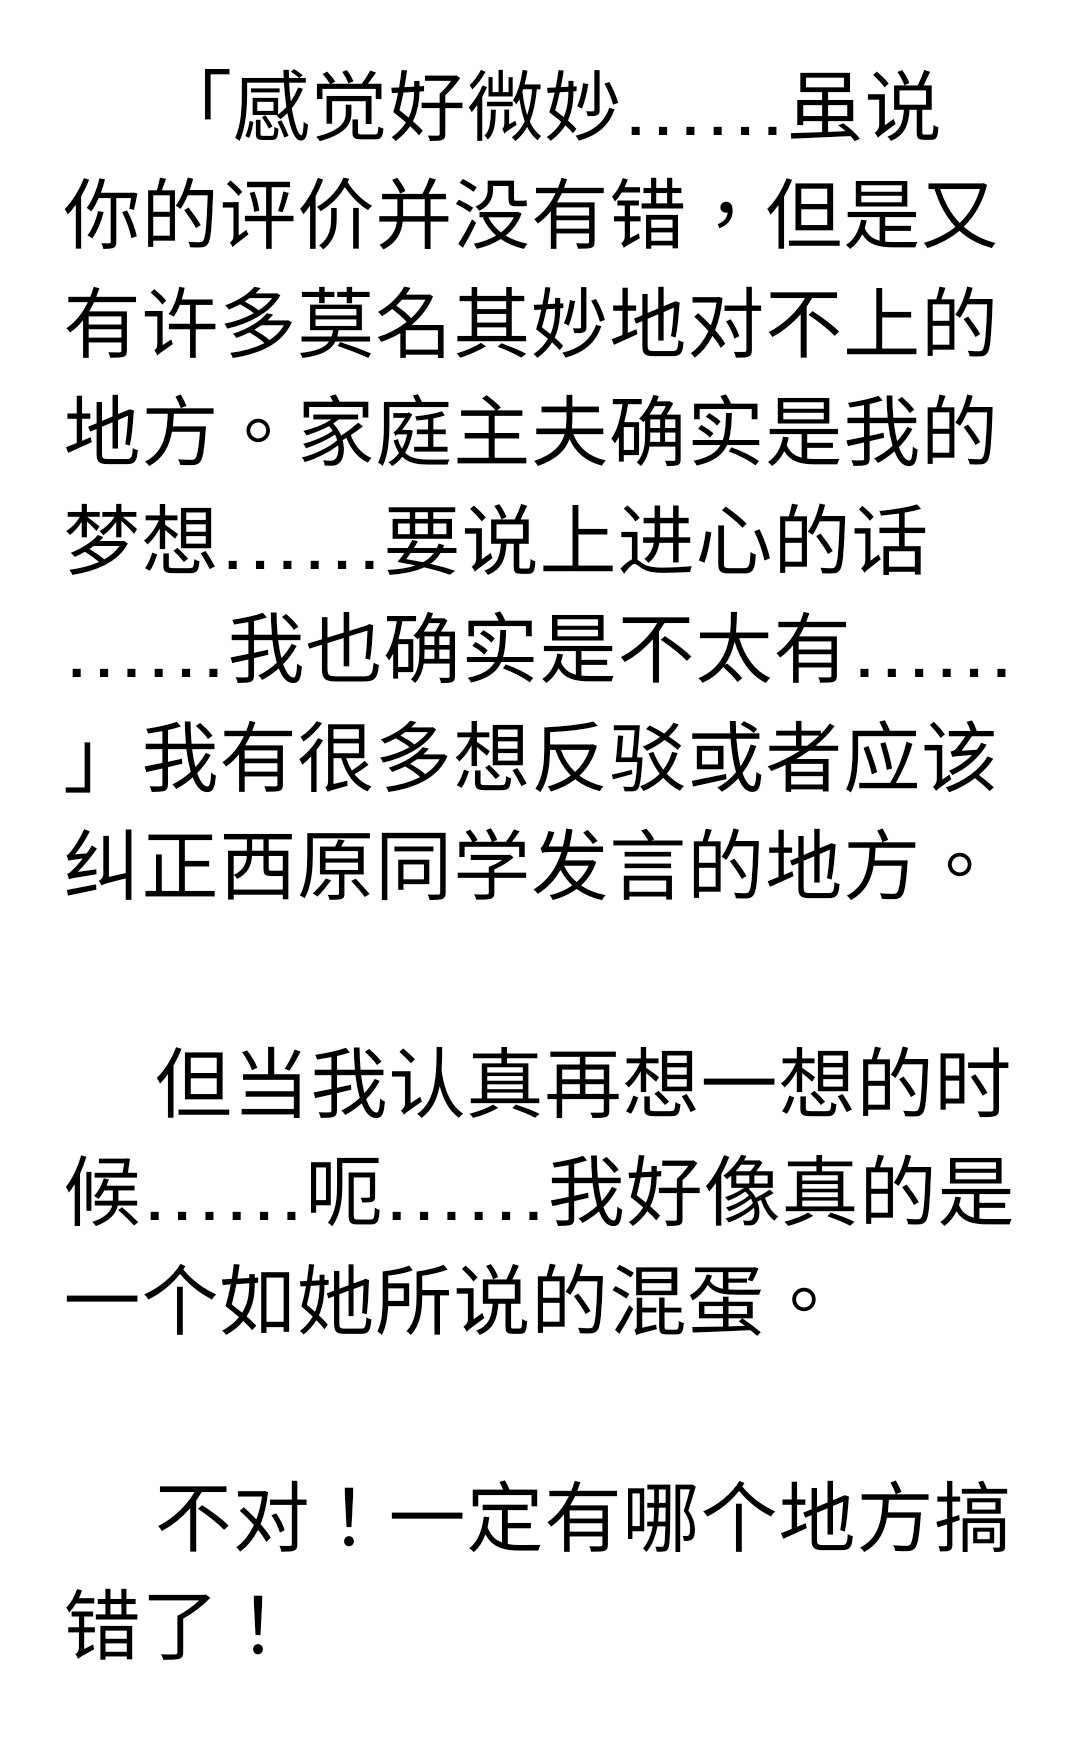 「感觉好微妙……虽说
你的评价并没有错，但是又
有许多莫名其妙地对不上的
地方。家庭主夫确实是我的
梦想……要说上进心的话
……我也确实是不太有……
」我有很多想反驳或者应该
纠正西原同学发言的地方。
但当我认真再想一想的时
候……呃……我好像真的是
一个如她所说的混蛋。
不对！一定有哪个地方搞
错了！